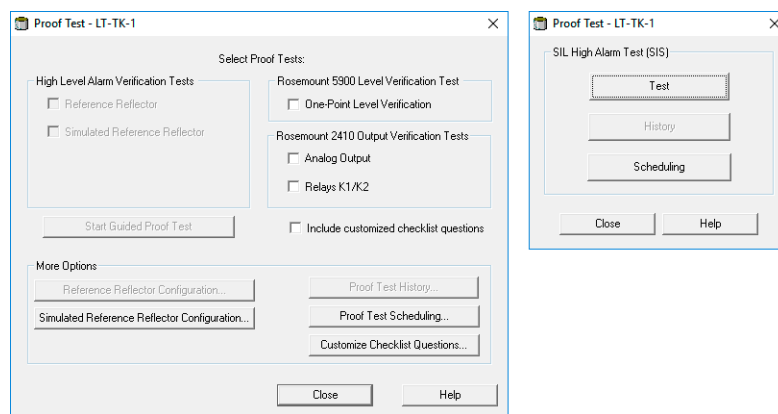 Proof Test - LT-TK-1
Select Proof Tests:
High Level Alarm Verification Tests
Reference Reflector
Simulated Reference Reflector
Rosemount 5900 Level Verification Test
One-Point Level Verification
Rosemount 2410 Output Verification Tests
Analog Output
Relays K1/K2
Start Guided Proof Test
Include customized checklist questions
More Options
Reference Reflector Configuration...
Proof Test History...
Simulated Reference Reflector Configuration...
Proof Test Scheduling...
Customize Checklist Questions...
Close
Help
Proof Test - LT-TK-1
SIL High Alarm Test (SIS)
Test
History
Scheduling
Close
Help